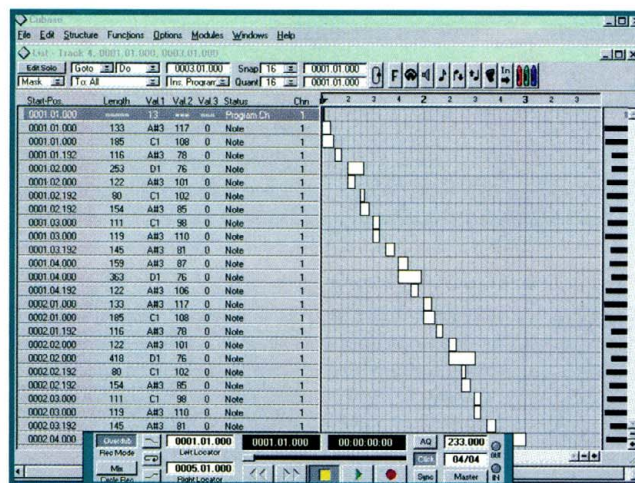 Cubase
File Edit Structure Functions Options Modules Windows Help
List - Track 4, 0001.01.000, 0003.01.000
Edit Solo Goto Do 0003.01.000 Snap 16 0001.01.000
Mask To: All Ins: Program Quant 16 0001.01.000
Start-Pos. Length Val.1 Val.2 Val.3 Status Chn 2 3 4 2 2 3 4 3 2 3
0001.01.000 13 Program Ch 1
0001.01.000 133 A#3 117 0 Note 1
0001.01.000 185 C1 108 0 Note 1
0001.01.192 116 A#3 78 0 Note 1
0001.02.000 253 D1 76 0 Note 1
0001.02.000 122 A#3 101 0 Note 1
0001.02.192 80 C1 102 0 Note 1
0001.02.192 154 A#3 85 0 Note 1
0001.03.000 111 C1 98 0 Note 1
0001.03.000 119 A#3 110 0 Note 1
0001.03.192 145 A#3 81 0 Note 1
0001.04.000 159 A#3 87 0 Note 1
0001.04.000 363 D1 76 0 Note 1
0001.04.192 122 A#3 106 0 Note 1
0002.01.000 133 A#3 117 0 Note 1
0002.01.000 185 C1 108 0 Note 1
0002.01.192 116 A#3 78 0 Note 1
0002.02.000 122 A#3 101 0 Note 1
0002.02.000 418 D1 76 0 Note 1
0002.02.192 80 C1 102 0 Note 1
0002.02.192 154 A#3 85 0 Note 1
0002.03.000 111 C1 98 0 Note 1
0002.03.000 119 A#3 110 0 Note 1
0002.03.192 145 A#3 81 0 Note 1
0002.04.000
Overdub 0001.01.000 0001.01.000 00:00:00:00 AQ 233.000
Rec Mode Left Locator Click 04/04 OUT
Mix 0005.01.000
Cycle Rec Right Locator Sync Master IN